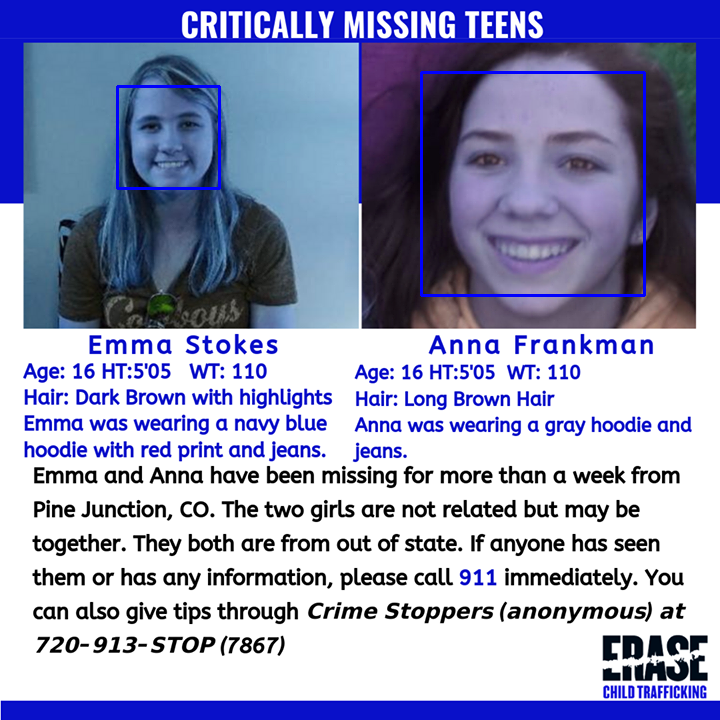 CRITICALLY MISSING TEENS
Cowboys
Emma Stokes
Age: 16 HT:5'05 WT: 110
Hair: Dark Brown with highlights
Emma was wearing a navy blue
hoodie with red print and jeans.
Anna Frankman
Age: 16 HT:5'05 WT: 110
Hair: Long Brown Hair
Anna was wearing a gray hoodie and
jeans.
Emma and Anna have been missing for more than a week from
Pine Junction, CO. The two girls are not related but may be
together. They both are from out of state. If anyone has seen
them or has any information, please call 911 immediately. You
can also give tips through Crime Stoppers (anonymous) at
720-913-STOP (7867)
ERASE
CHILD TRAFFICKING